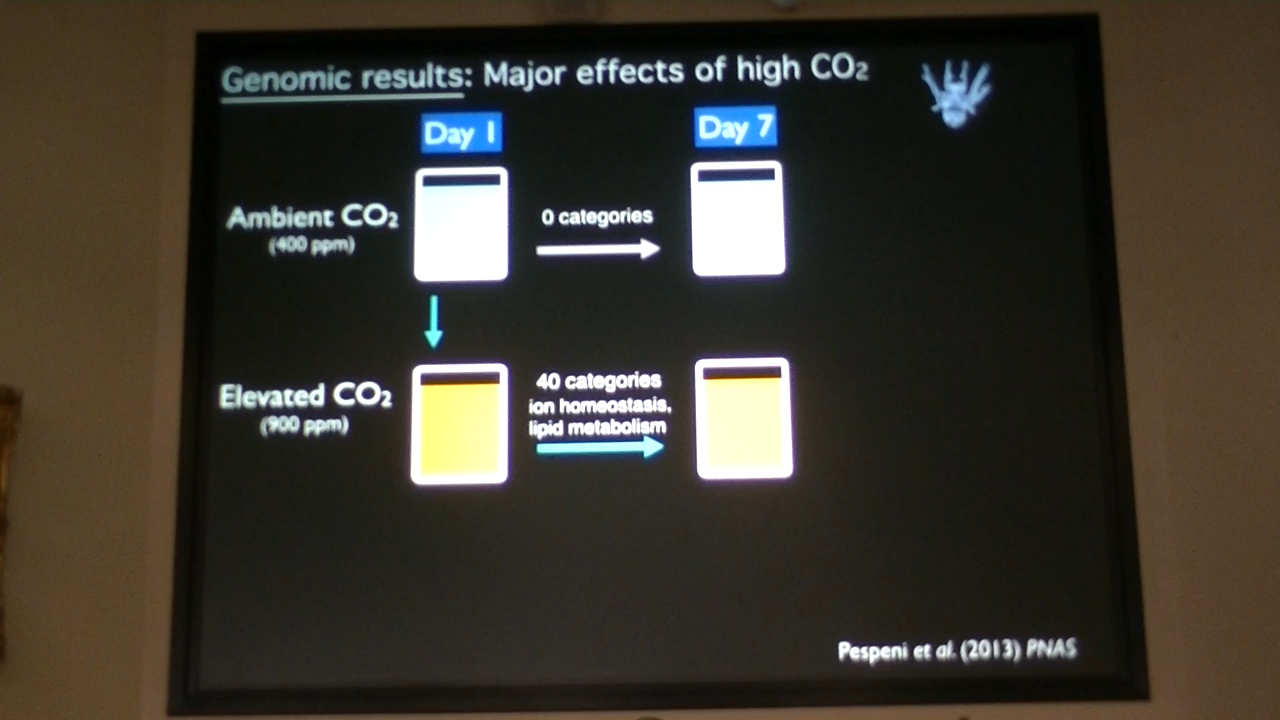 Genomic results: Major effects of high CO₂
Day 1
Day 7
Ambient CO₂
(400 ppm)
0 categories
Elevated CO₂
(900 ppm)
40 categories
ion homeostasis,
lipid metabolism
Pespeni et al. (2013) PNAS